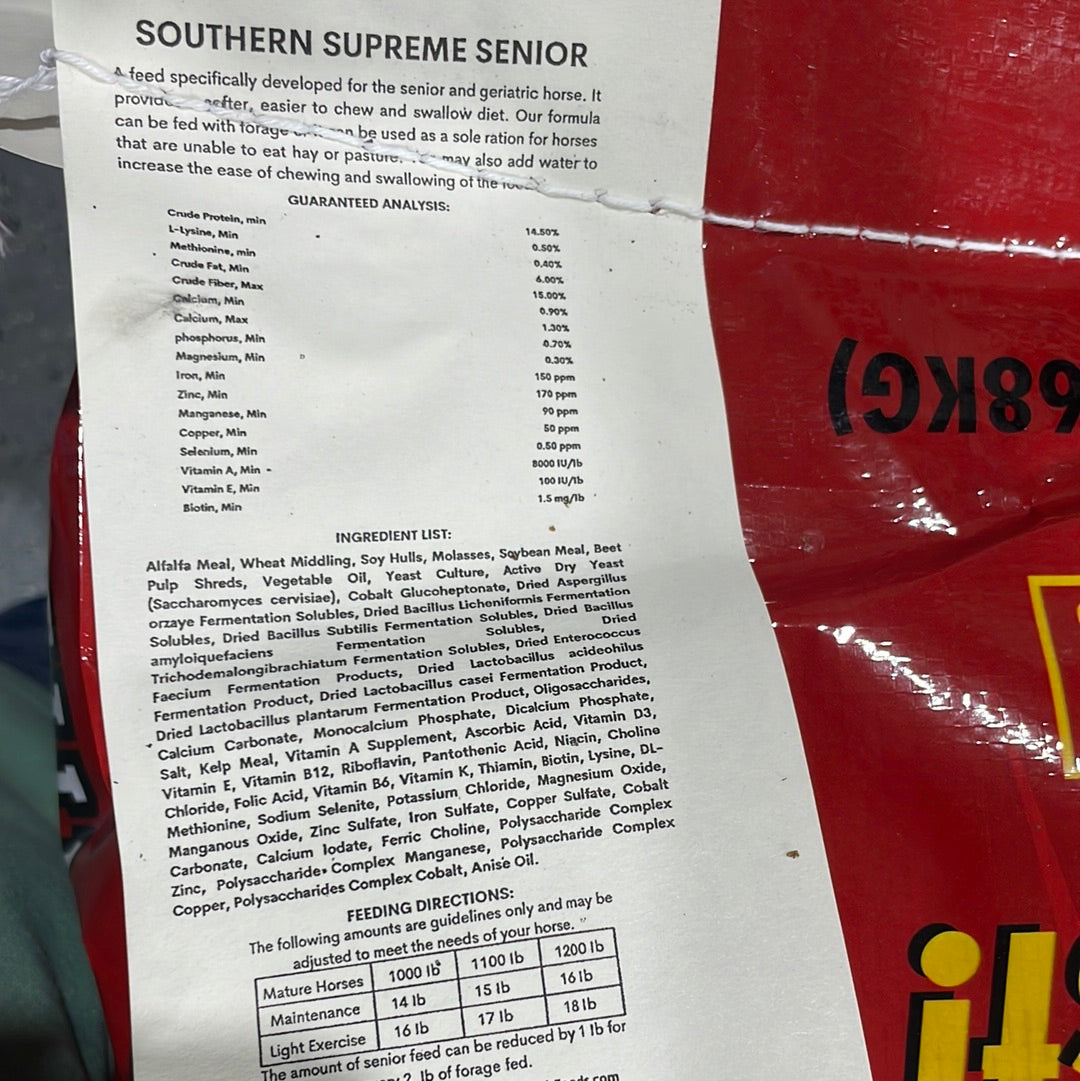 SOUTHERN SUPREME SENIOR
A feed specifically developed for the senior and geriatric horse. It
easier to chew and swallow diet. Our formula
can be fed with forage be used as a sole ration for horses
that are unable to eat hay or pasture. may also add water to
increase the ease of chewing and swallowing of the
GUARANTEED ANALYSIS:
Crude Protein, min 14.50%
L-Lysine, Min 0.50%
Methionine, min 0.40%
Crude Fat, Min 6.00%
Crude Fiber, Max 15.00%
Calcium, Min 0.90%
Calcium, Max 1.30%
phosphorus, Min 0.70%
Magnesium, Min 0.30%
Iron, Min 150 ppm
Zinc, Min 170 ppm
Manganese, Min 90 ppm
Copper, Min 50 ppm
Selenium, Min 0.50 ppm
Vitamin A, Min 8000 IU/lb
Vitamin E, Min 100 IU/lb
Biotin, Min 1.5 mg/lb
INGREDIENT LIST:
Alfalfa Meal, Wheat Middling, Soy Hulls, Molasses, Soybean Meal, Beet
Pulp Shreds, Vegetable Oil, Yeast Culture, Active Dry Yeast
(Saccharomyces cervisiae), Cobalt Glucoheptonate, Dried Aspergillus
orzaye Fermentation Solubles, Dried Bacillus Licheniformis Fermentation
Solubles, Dried Bacillus Subtilis Fermentation Solubles, Dried Bacillus
amyloiquefaciens Fermentation Solubles, Dried
Trichodemalongibrachiatum Fermentation Solubles, Dried Enterococcus
Faecium Fermentation Products, Dried Lactobacillus acideohilus
Fermentation Product, Dried Lactobacillus casei Fermentation Product,
Dried Lactobacillus plantarum Fermentation Product, Oligosaccharides,
Calcium Carbonate, Monocalcium Phosphate, Dicalcium Phosphate,
Salt, Kelp Meal, Vitamin A Supplement, Ascorbic Acid, Vitamin D3,
Vitamin E, Vitamin B12, Riboflavin, Pantothenic Acid, Niacin, Choline
Chloride, Folic Acid, Vitamin B6, Vitamin K, Thiamin, Biotin, Lysine, DL-
Methionine, Sodium Selenite, Potassium Chloride, Magnesium Oxide,
Manganous Oxide, Zinc Sulfate, Iron Sulfate, Copper Sulfate, Cobalt
Carbonate, Calcium Iodate, Ferric Choline, Polysaccharide Complex
Zinc, Polysaccharide Complex Manganese, Polysaccharide Complex
Copper, Polysaccharides Complex Cobalt, Anise Oil.
FEEDING DIRECTIONS:
The following amounts are guidelines only and may be
adjusted to meet the needs of your horse.
Mature Horses 1000 lb 1100 lb 1200 lb
Maintenance 14 lb 15 lb 16 lb
Light Exercise 16 lb 17 lb 18 lb
The amount of senior feed can be reduced by 1 lb for
2 lb of forage fed.
68KG)